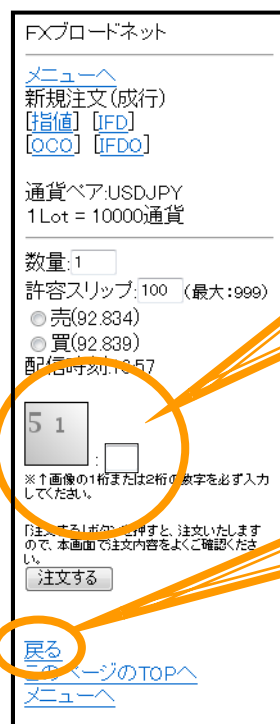 FXブロードネット
メニューへ
新規注文(成行)
[指値] [IFD]
[OCO] [IFDO]
通貨ペア:USDJPY
1Lot = 10000通貨
数量:1
許容スリップ:100 (最大:999)
売(92.834)
買(92.839)
配信時刻:16:57
51
:
※↑画像の1桁または2桁の数字を必ず入力
してください。
「注文する」ボタンを押すと、注文いたします
ので、本画面で注文内容をよくご確認くださ
い。
注文する
戻る
このページのTOPへ
メニューへ